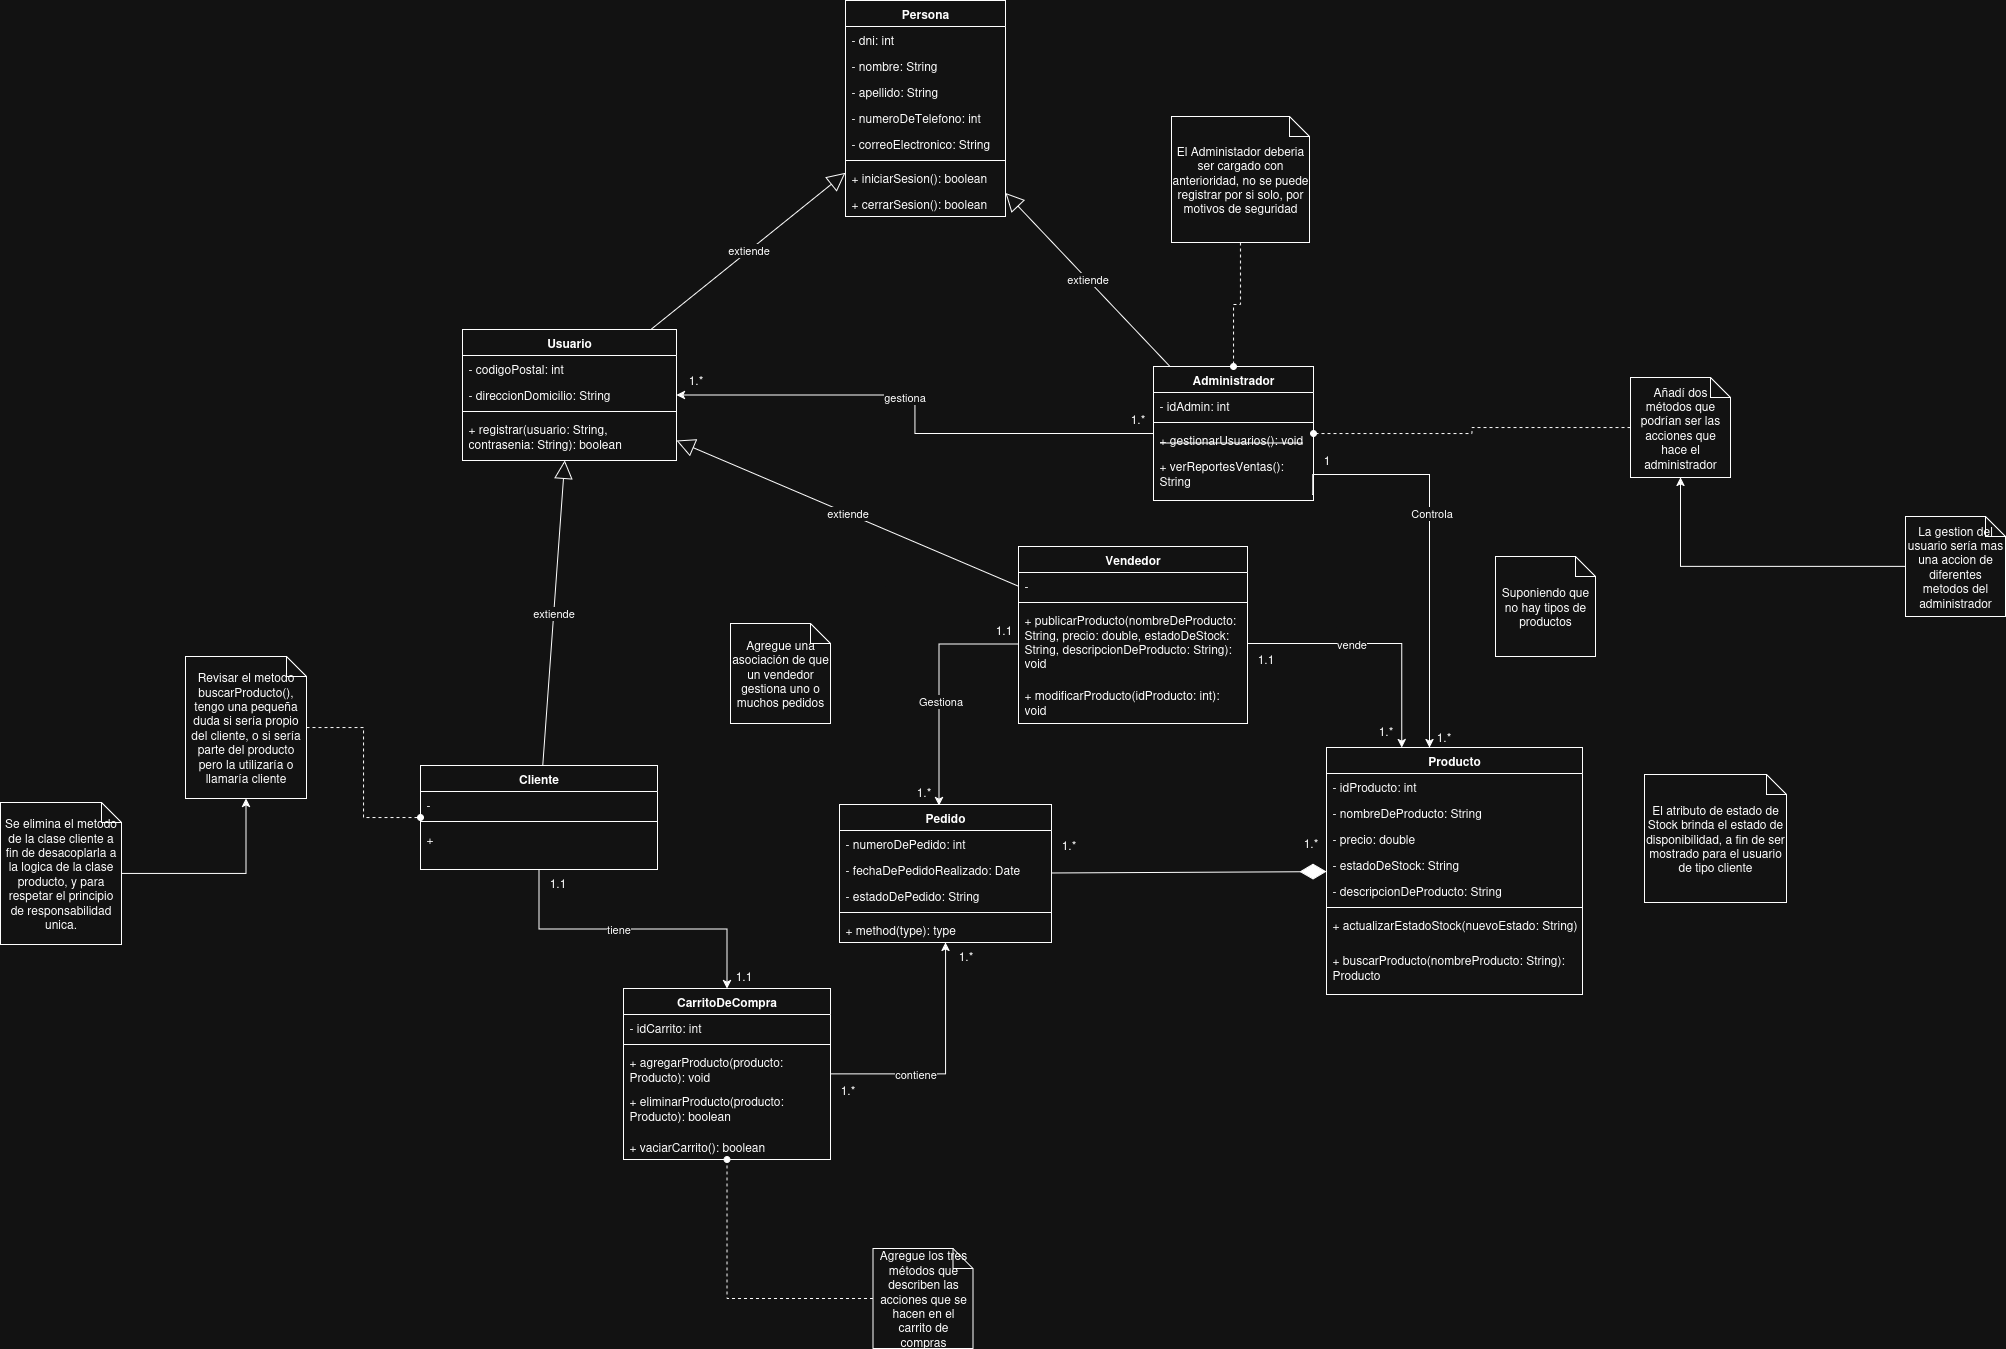 Persona
- dni: int
- nombre: String
- apellido: String
- numeroDeTelefono: int
- correoElectronico: String
+ iniciarSesion(): boolean
+ cerrarSesion(): boolean
El Administador deberia
ser cargado con
anterioridad, no se puede
registrar por si solo, por
motivos de seguridad
extiende
extiende
Usuario
- codigoPostal: int
- direccionDomicilio: String
+ registrar(usuario: String,
contrasenia: String): boolean
1.*
gestiona
1.*
Administrador
- idAdmin: int
+ gestionarUsuarios(): void
+ verReportesVentas():
String
1
Controla
Añadí dos
métodos que
podrían ser las
acciones que
hace el
administrador
La gestion del
usuario sería mas
una accion de
diferentes
metodos del
administrador
extiende
extiende
Vendedor
-
+ publicarProducto(nombreDeProducto:
String, precio: double, estadoDeStock:
String, descripcionDeProducto: String):
void
+ modificarProducto(idProducto: int):
void
1.1
Gestiona
1.*
1.1
vende
1.*
1.*
Suponiendo que
no hay tipos de
productos
Agregue una
asociación de que
un vendedor
gestiona uno o
muchos pedidos
Revisar el metodo
buscarProducto(),
tengo una pequeña
duda si sería propio
del cliente, o si sería
parte del producto
pero la utilizaría o
llamaría cliente
Se elimina el metodo
de la clase cliente a
fin de desacoplarla a
la logica de la clase
producto, y para
respetar el principio
de responsabilidad
unica.
Cliente
-
+
1.1
tiene
1.1
Pedido
- numeroDePedido: int
- fechaDePedidoRealizado: Date
- estadoDePedido: String
+ method(type): type
1.*
1.*
1.*
Producto
- idProducto: int
- nombreDeProducto: String
- precio: double
- estadoDeStock: String
- descripcionDeProducto: String
+ actualizarEstadoStock(nuevoEstado: String)
+ buscarProducto(nombreProducto: String):
Producto
El atributo de estado de
Stock brinda el estado de
disponibilidad, a fin de ser
mostrado para el usuario
de tipo cliente
CarritoDeCompra
- idCarrito: int
+ agregarProducto(producto:
Producto): void
+ eliminarProducto(producto:
Producto): boolean
+ vaciarCarrito(): boolean
contiene
1.*
Agregue los tres
métodos que
describen las
acciones que se
hacen en el
carrito de
compras